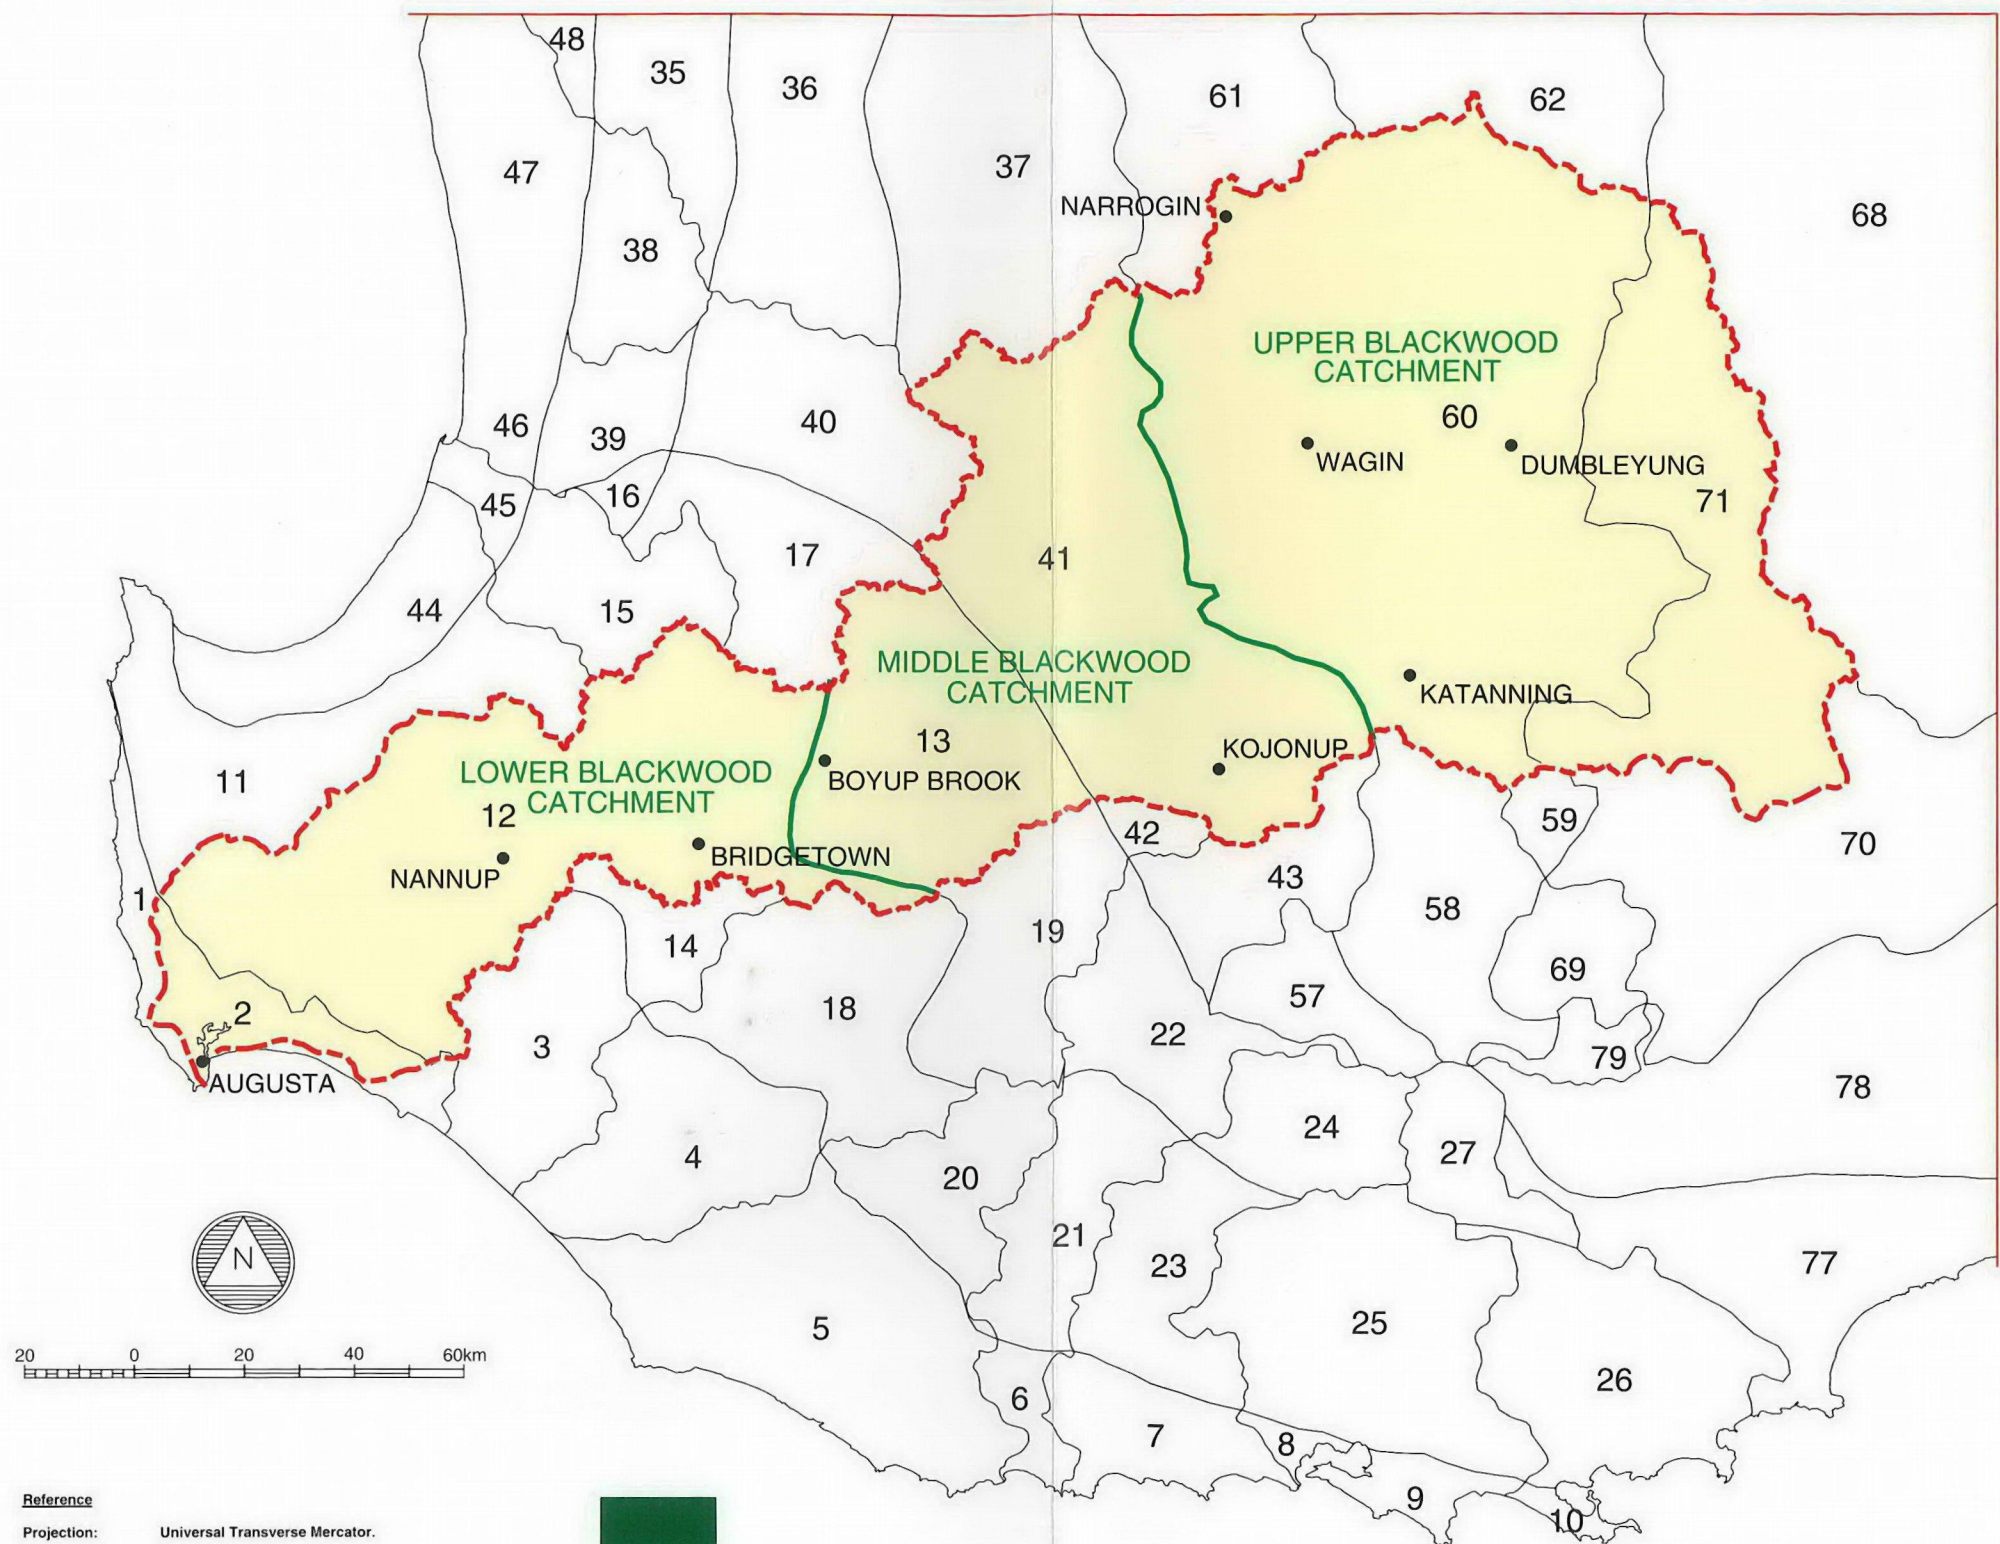 48
35
36
61
62
47
37
NARROGIN
68
38
UPPER BLACKWOOD
CATCHMENT
60
46
39
40
WAGIN
DUMBLEYUNG
45
16
71
17
41
44
15
MIDDLE BLACKWOOD
CATCHMENT
KATANNING
13
KOJONUP
LOWER BLACKWOOD
CATCHMENT
11
BOYUP BROOK
12
42
59
70
BRIDGETOWN
NANNUP
43
1
58
19
14
69
57
2
18
22
3
79
AUGUSTA
78
24
4
27
20
21
N
23
77
5
25
20 0 20 40 60km
26
6
7
8
9
10
Reference
Projection: Universal Transverse Mercator.